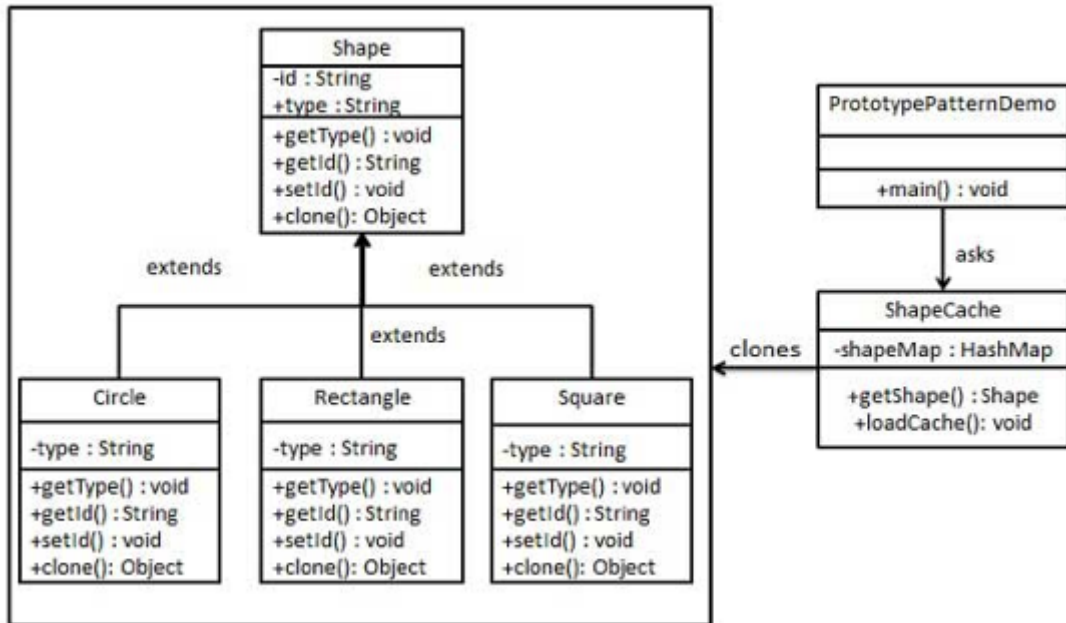 Shape
-id : String
+type : String
+getType() : void
+getId() : String
+setId() : void
+clone(): Object
extends
extends
extends
Circle
-type : String
+getType() : void
+getId() : String
+setId() : void
+clone(): Object
Rectangle
-type : String
+getType() : void
+getId() : String
+setId() : void
+clone(): Object
Square
-type : String
+getType() : void
+getId() : String
+setId() : void
+clone(): Object
PrototypePatternDemo
+main() : void
asks
ShapeCache
-shapeMap : HashMap
+getShape() : Shape
+loadCache(): void
clones